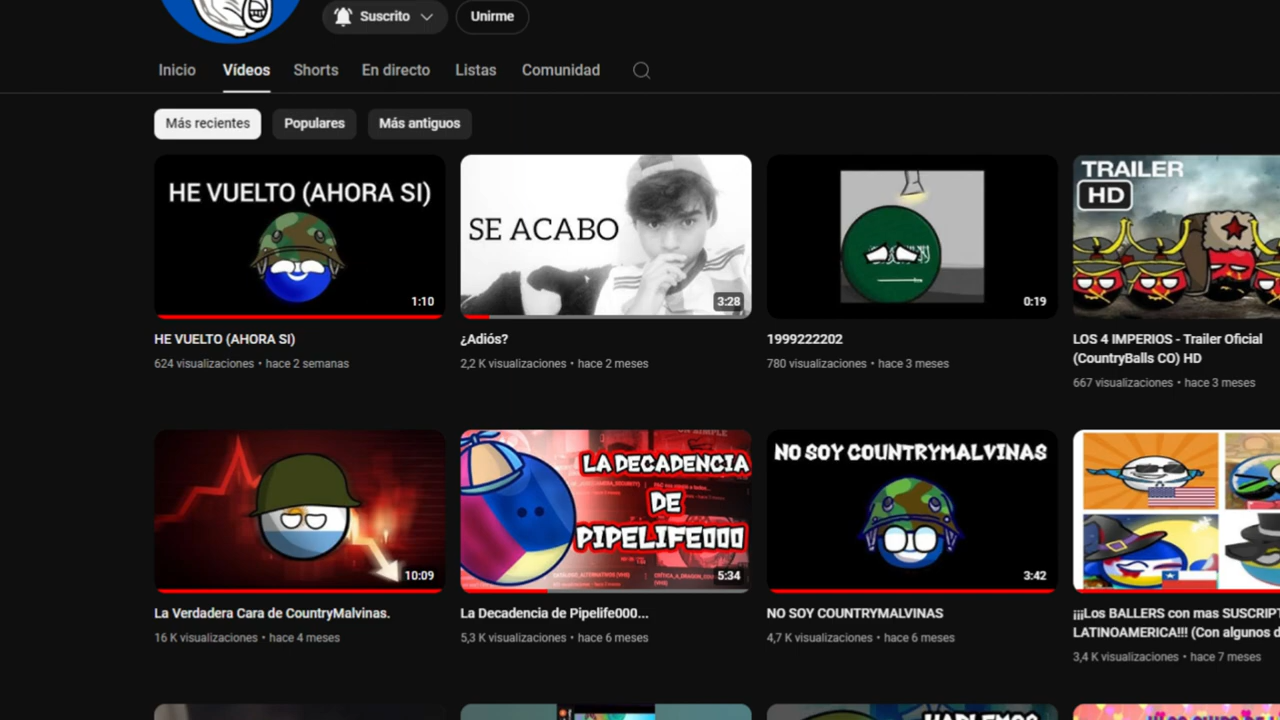 Suscrito
Unirme
Inicio
Vídeos
Shorts
En directo
Listas
Comunidad
Más recientes
Populares
Más antiguos
HE VUELTO (AHORA SI)
1:10
SE ACABO
3:28
0:19
TRAILER
HD
HE VUELTO (AHORA SI)
624 visualizaciones • hace 2 semanas
¿Adiós?
2,2 K visualizaciones • hace 2 meses
1999222202
780 visualizaciones • hace 3 meses
LOS 4 IMPERIOS - Trailer Oficial
(CountryBalls CO) HD
667 visualizaciones • hace 3 meses
10:09
LA DECADENCIA
DE
PIPELIFE000
5:34
NO SOY COUNTRYMALVINAS
3:42
La Verdadera Cara de CountryMalvinas.
16 K visualizaciones • hace 4 meses
La Decadencia de Pipelife000...
5,3 K visualizaciones • hace 6 meses
NO SOY COUNTRYMALVINAS
4,7 K visualizaciones • hace 6 meses
¡¡¡Los BALLERS con mas SUSCRIPT
LATINOAMERICA!!! (Con algunos d
3,4 K visualizaciones • hace 7 meses
HABLEMOS